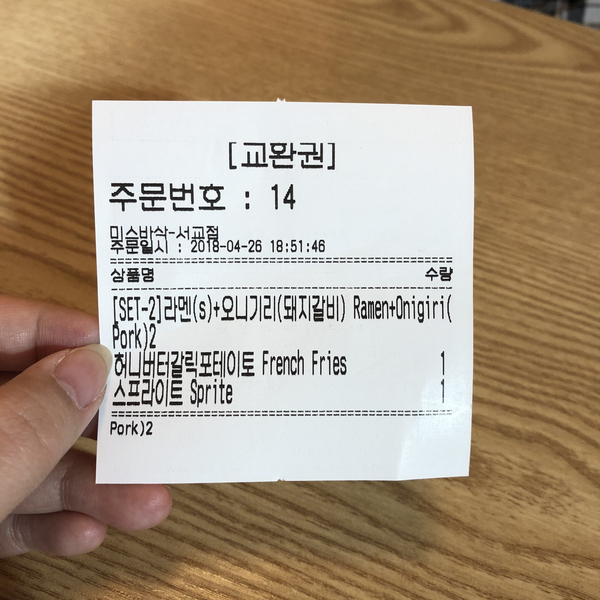 [교환권]
주문번호 : 14
미스바삭-서교점
주문일시 : 2018-04-26 18:51:46
상품명 수량
[SET-2]라멘(s)+오니기리(돼지갈비) Ramen+Onigiri(
Pork)2
허니버터갈릭포테이토 French Fries 1
스프라이트 Sprite 1
Pork)2